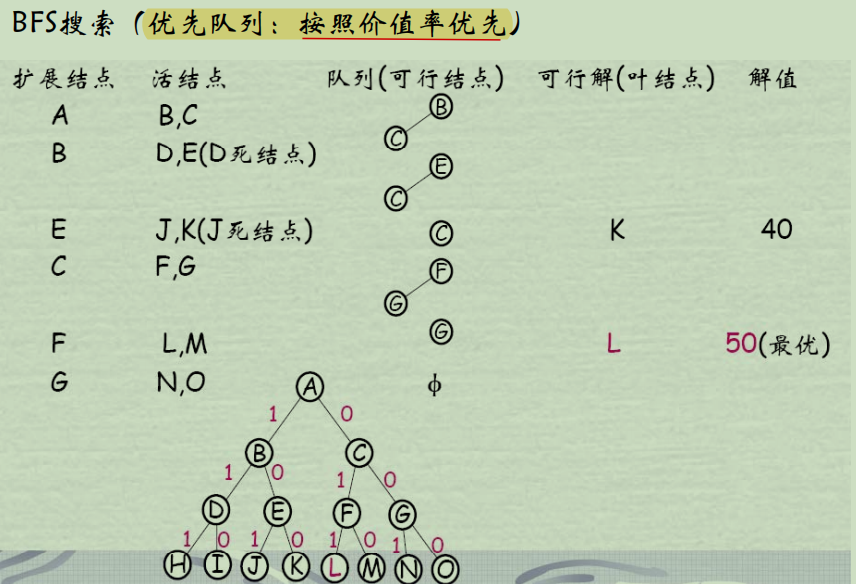 BFS搜索（优先队列：按照价值率优先）
扩展结点 活结点 队列(可行结点) 可行解(叶结点) 解值
A B,C B C
B D,E(D死结点) E C
E J,K(J死结点) C K 40
C F,G F G
F L,M G L 50(最优)
G N,O ϕ
A
1 0
B C
1 0 1 0
D E F G
1 0 1 0 1 0 1 0
H I J K L M N O